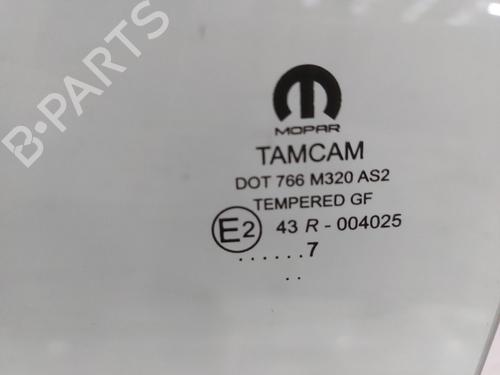 B-PARTS
MOPAR
TAMCAM
DOT 766 M320 AS2
TEMPERED GF
E2 43 R - 004025
......7
..